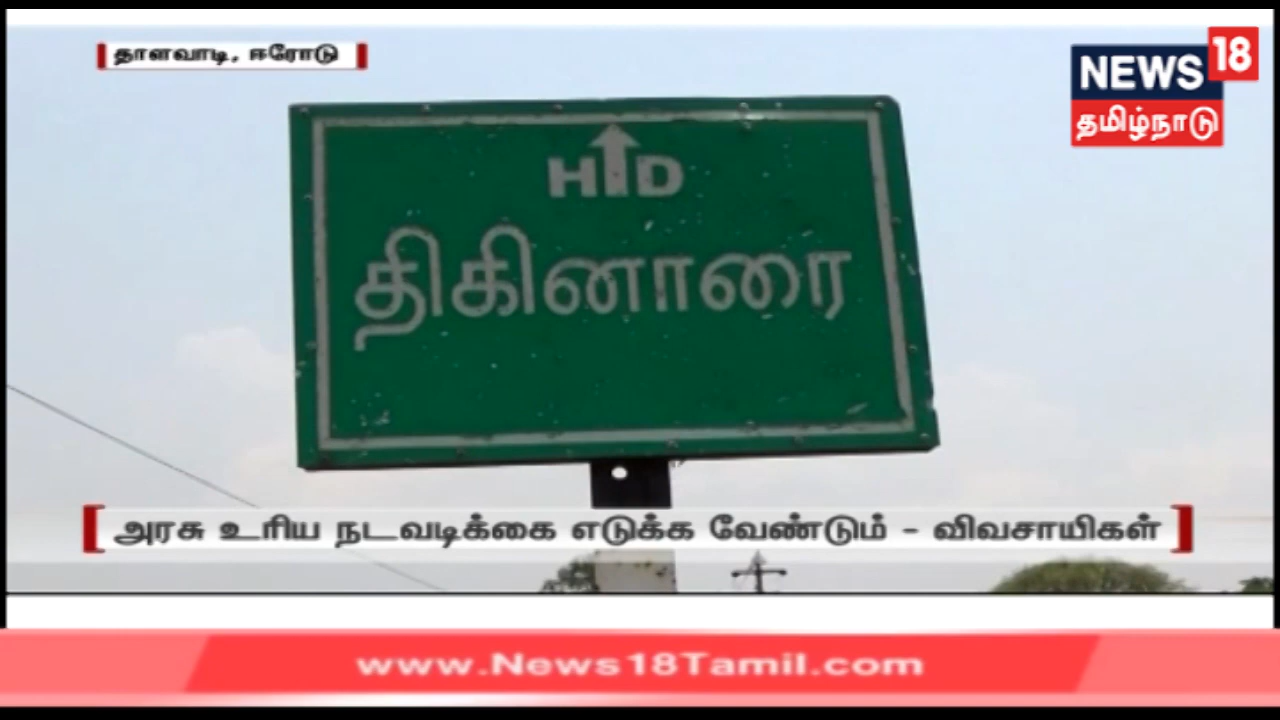 தாளவாடி, ஈரோடு
NEWS 18
தமிழ்நாடு
HD
திகினாரை
அரசு உரிய நடவடிக்கை எடுக்க வேண்டும் - விவசாயிகள்
www.News18Tamil.com